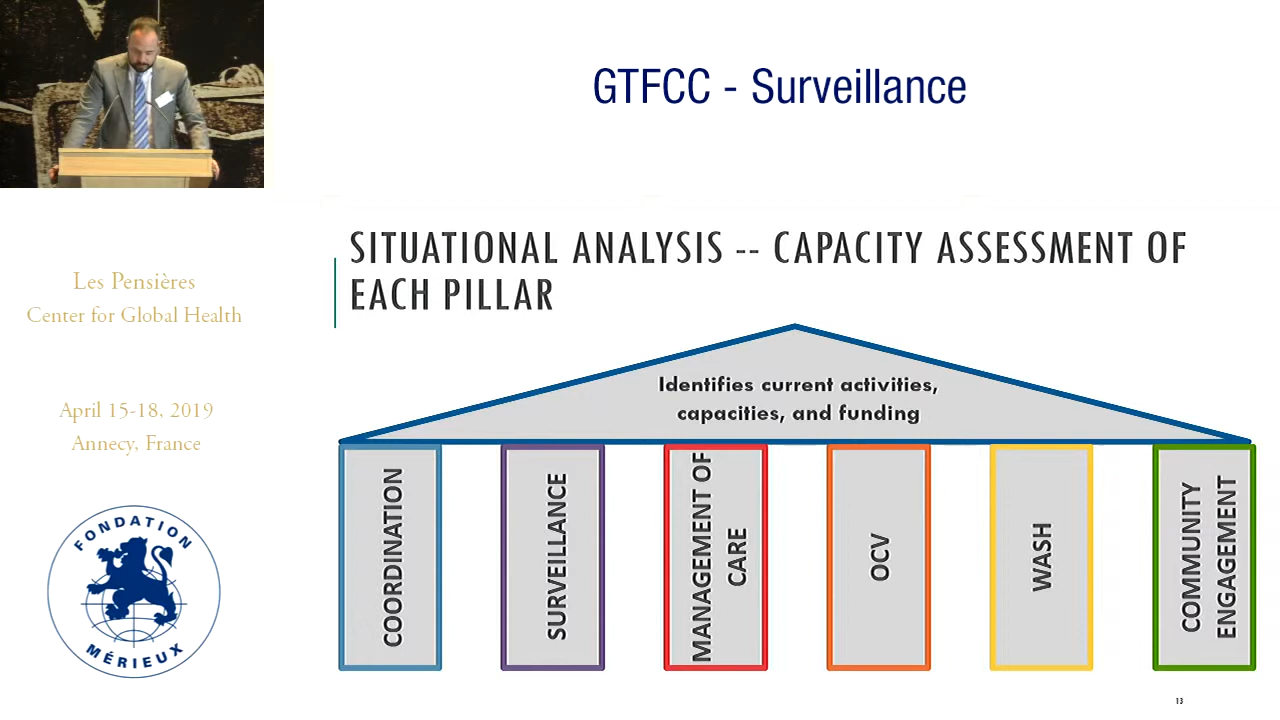 GTFCC - Surveillance
SITUATIONAL ANALYSIS -- CAPACITY ASSESSMENT OF
EACH PILLAR
Les Pensières
Center for Global Health
April 15-18, 2019
Annecy, France
FONDATION
MÉRIEUX
Identifies current activities,
capacities, and funding
COORDINATION
SURVEILLANCE
MANAGEMENT OF
CARE
OCV
WASH
COMMUNITY
ENGAGEMENT
13